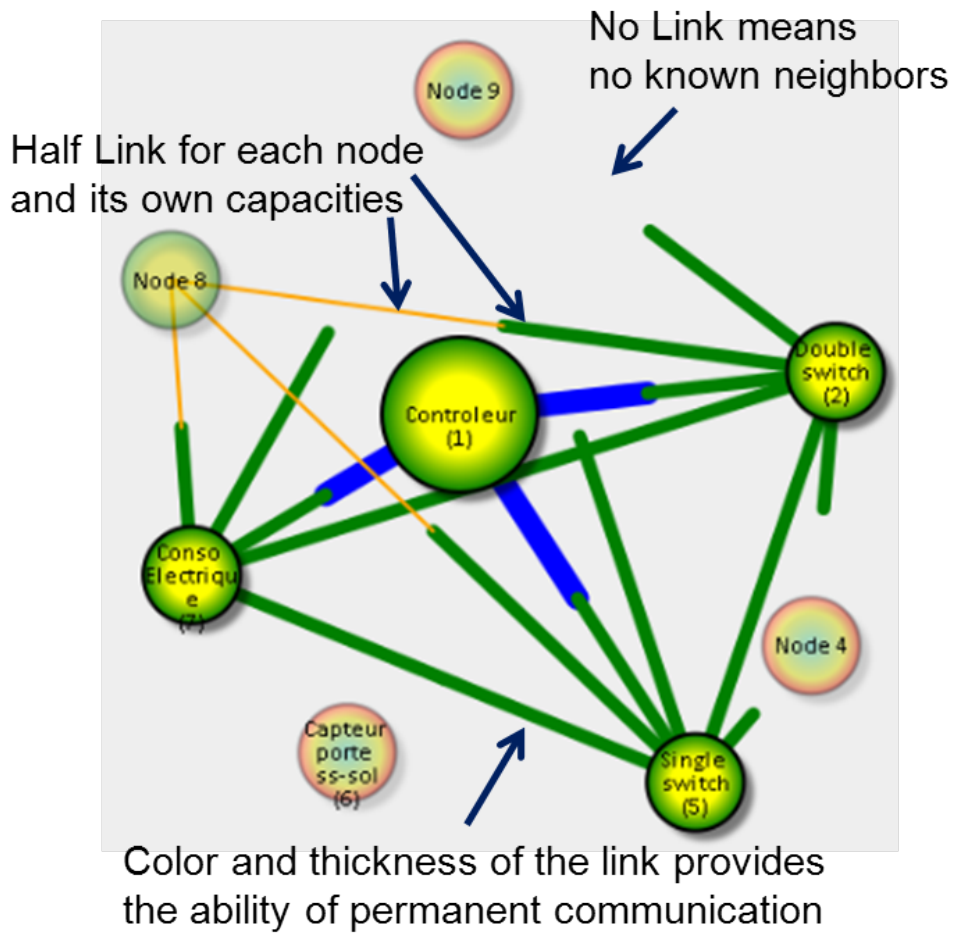 No Link means
no known neighbors
Node 9
Half Link for each node
and its own capacities
Node 8
Double
switch
(2)
Controleur
(1)
Conso
Electriqu
e
(7)
Node 4
Capteur
porte
ss-sol
(6)
Single
switch
(5)
Color and thickness of the link provides
the ability of permanent communication